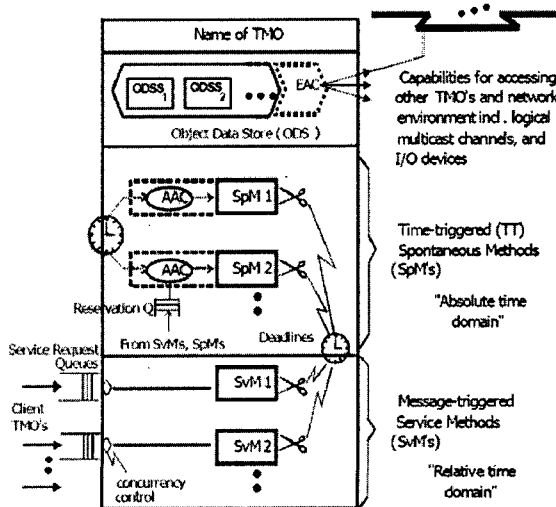 Name of TMO
ODSS 1
ODSS 2
EAC
Object Data Store (ODS)
Capabilities for accessing
other TMO's and network
environment incl. logical
multicast channels, and
I/O devices
AAC
SpM 1
AAC
SpM 2
Reservation Q
From SvM's, SpM's
Deadlines
Time-triggered (TT)
Spontaneous Methods
(SpM's)
"Absolute time
domain"
Service Request
Queues
SvM 1
Client
TMO's
SvM 2
concurrency
control
Message-triggered
Service Methods
(SvM's)
"Relative time
domain"